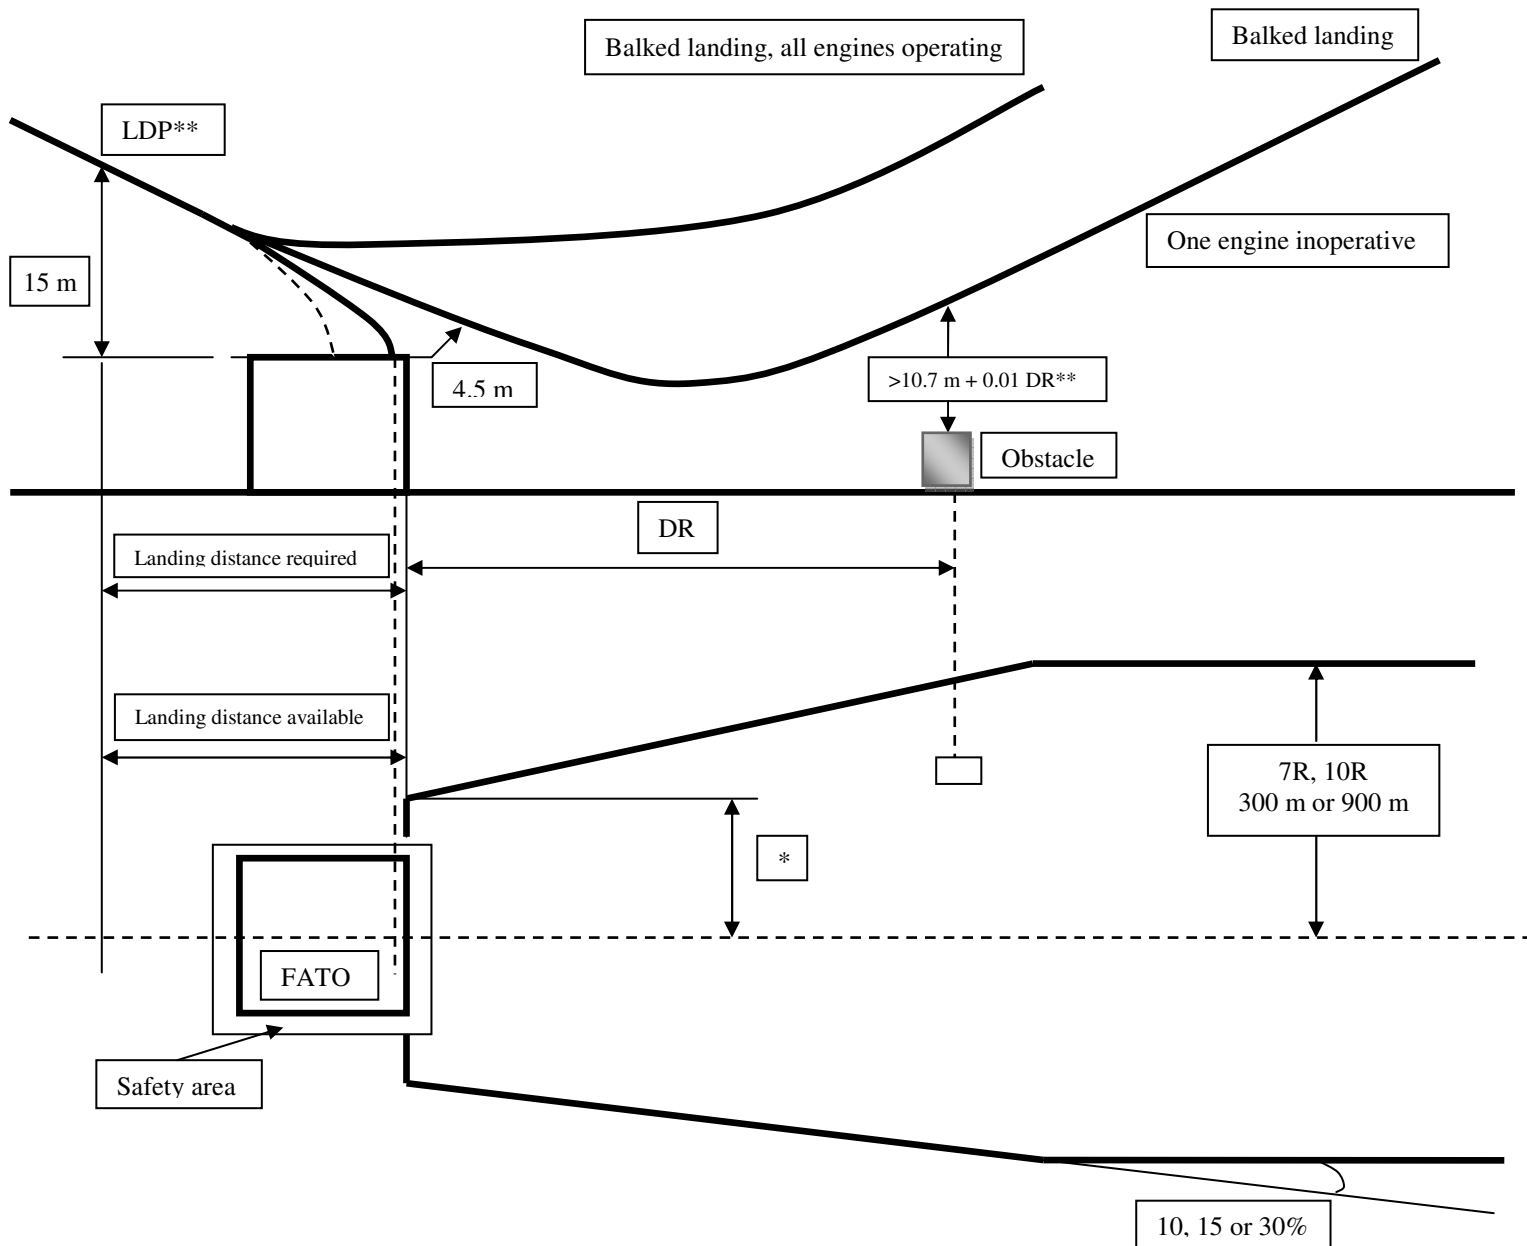 Balked landing, all engines operating
Balked landing
LDP**
One engine inoperative
15 m
>10.7 m + 0.01 DR**
4.5 m
Obstacle
DR
Landing distance required
Landing distance available
7R, 10R
300 m or 900 m
*
FATO
Safety area
10, 15 or 30%